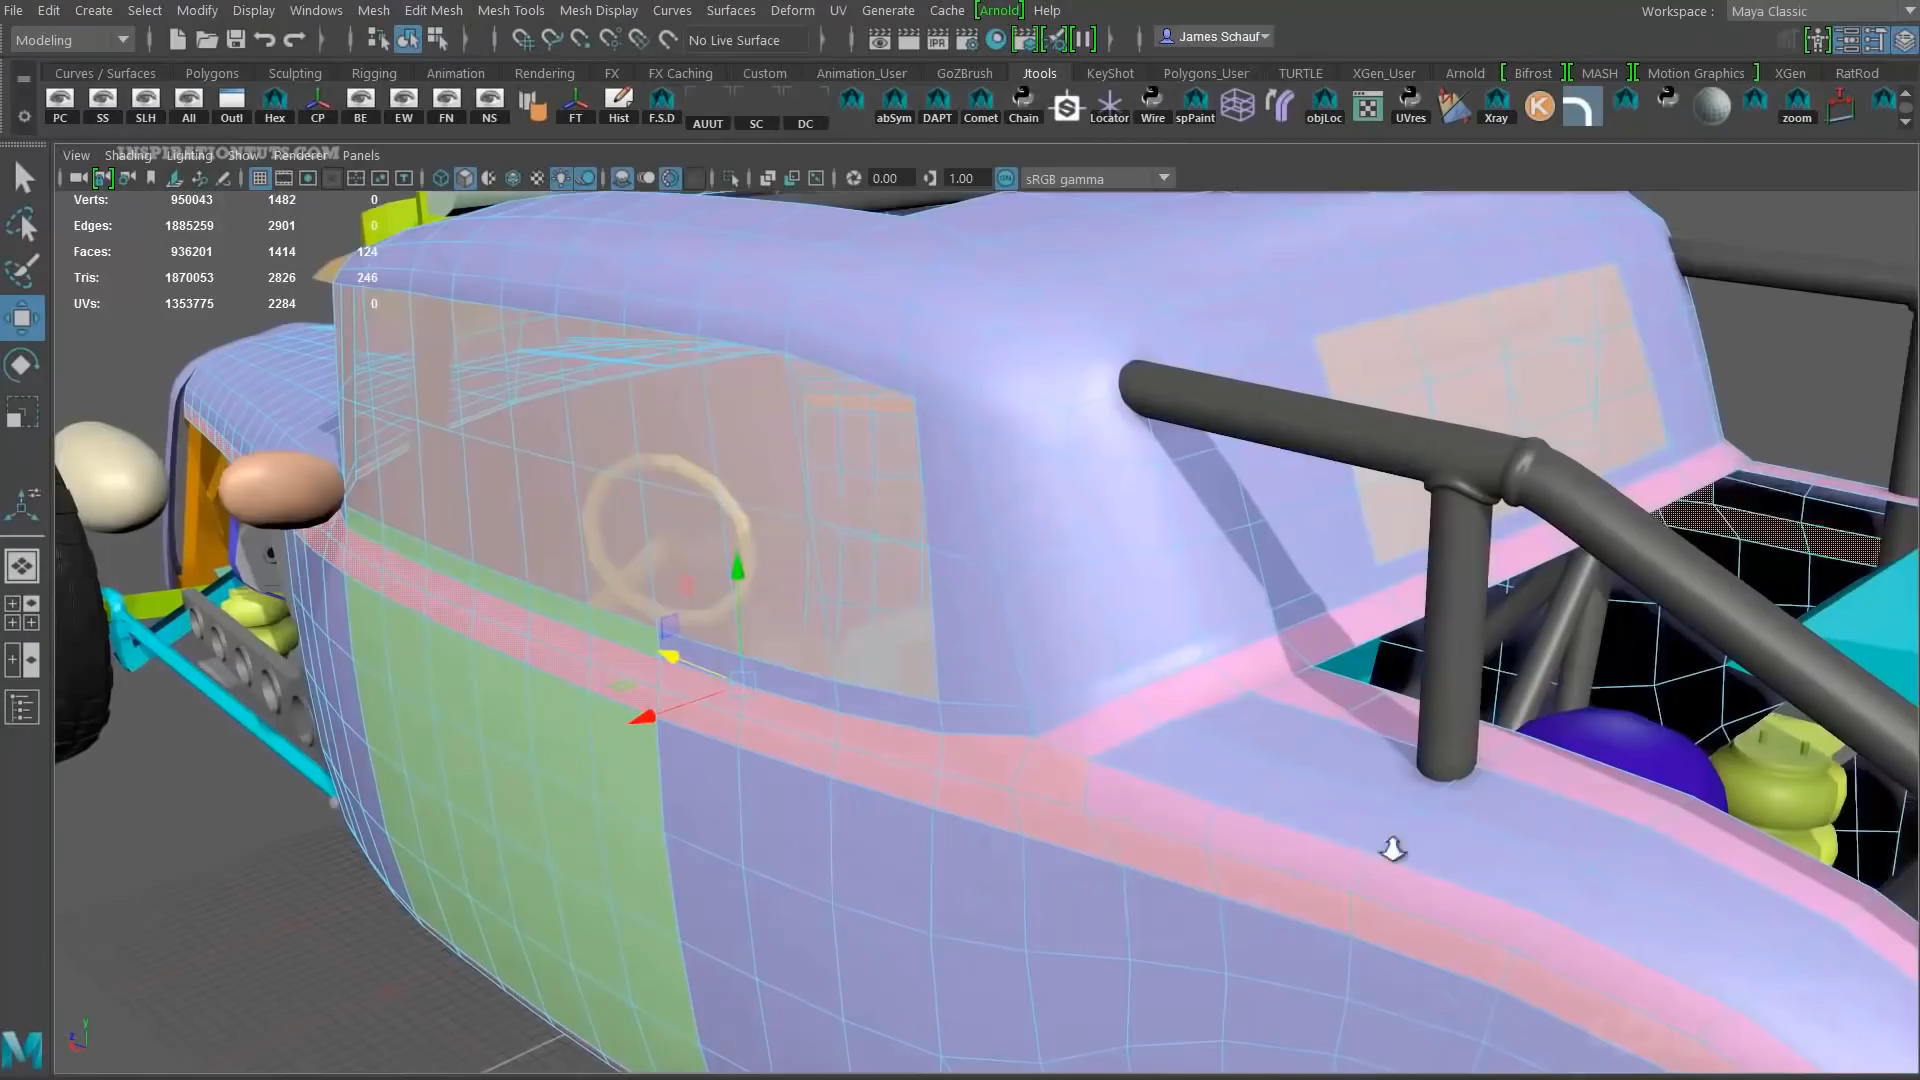 File Edit Create Select Modify Display Windows Mesh Edit Mesh Mesh Tools Mesh Display Curves Surfaces Deform UV Generate Cache [Arnold] Help Workspace : Maya Classic
Modeling No Live Surface IPR James Schauf
Curves / Surfaces Polygons Sculpting Rigging Animation Rendering FX FX Caching Custom Animation_User GoZBrush Jtools KeyShot Polygons_User TURTLE XGen_User Arnold Bifrost MASH Motion Graphics XGen RatRod
PC SS SLH All Outl Hex CP BE EW FN NS FT Hist F.S.D AUUT SC DC abSym DAPT Comet Chain Locator Wire spPaint objLoc UVres Xray zoom
View Shading Lighting Show Renderer Panels
INSPIRATIONTUTS.COM
0.00 1.00 sRGB gamma
Verts: 950043 1482 0
Edges: 1885259 2901 0
Faces: 936201 1414 124
Tris: 1870053 2826 246
UVs: 1353775 2284 0
y
z